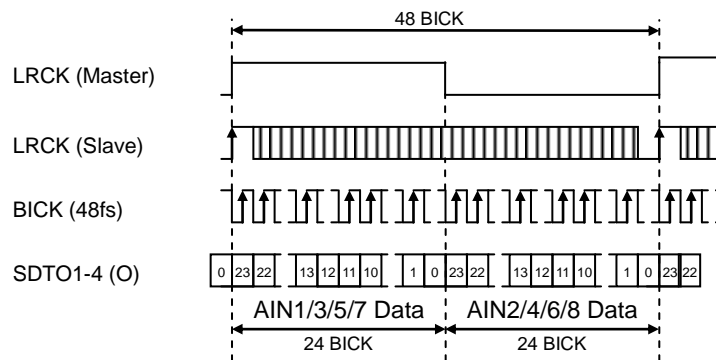 48 BICK
LRCK (Master)
LRCK (Slave)
BICK (48fs)
SDTO1-4 (O) 0 23 22 13 12 11 10 1 0 23 22 13 12 11 10 1 0 23 22
AIN1/3/5/7 Data AIN2/4/6/8 Data
24 BICK 24 BICK